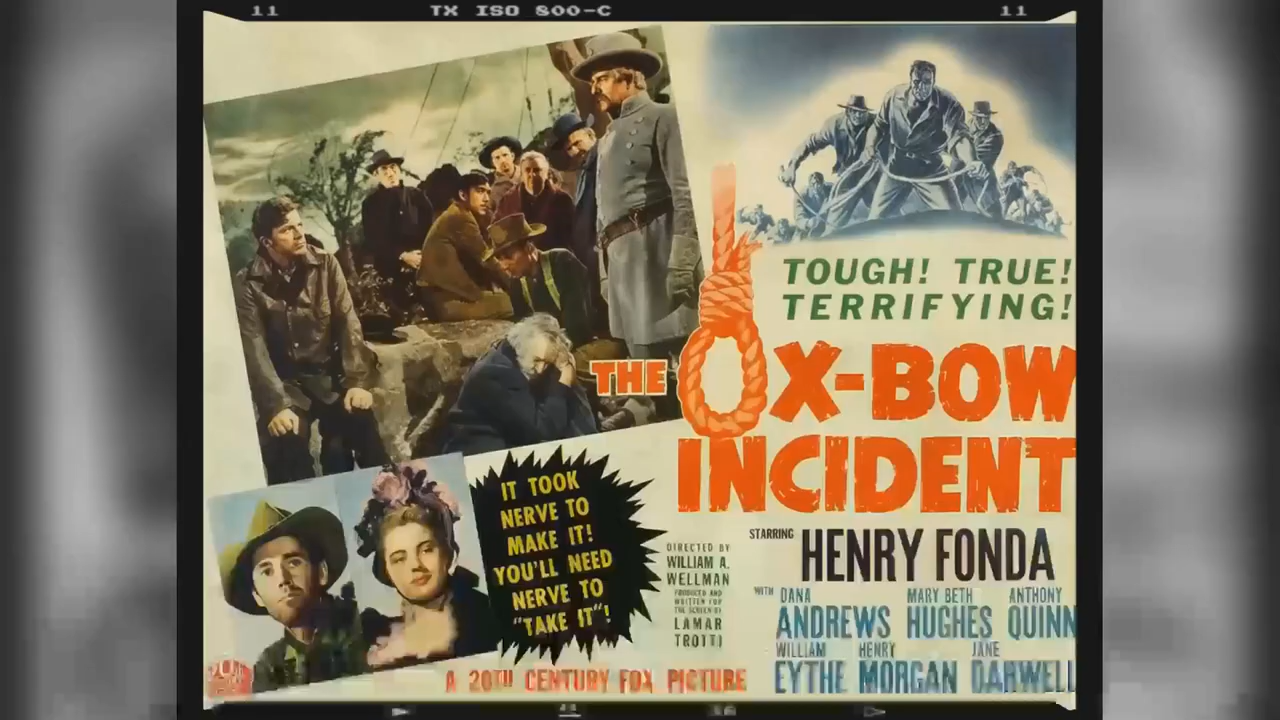 11 TX ISO 800-C 11
TOUGH! TRUE!
TERRIFYING!
THE OX-BOW
INCIDENT
IT TOOK
NERVE TO
MAKE IT!
YOU'LL NEED
NERVE TO
"TAKE IT"!
DIRECTED BY
WILLIAM A.
WELLMAN
PRODUCED AND
WRITTEN FOR
THE SCREEN BY
LAMAR
TROTTI
STARRING HENRY FONDA
WITH DANA ANDREWS
MARY BETH HUGHES
ANTHONY QUINN
WILLIAM EYTHE
HENRY MORGAN
JANE DARWELL
A 20TH CENTURY FOX PICTURE